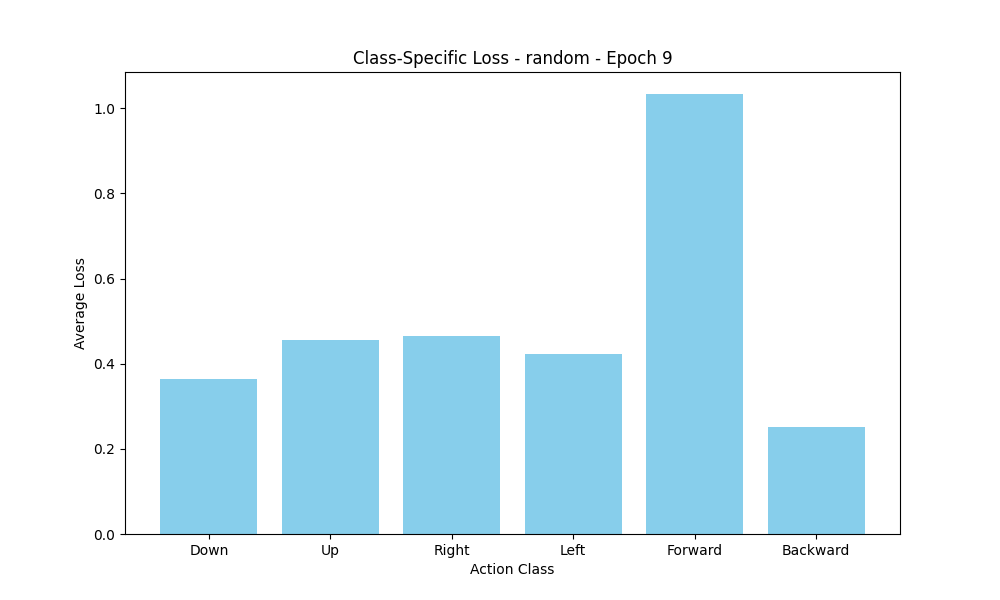 Class-Specific Loss - random - Epoch 9
1.0
0.8
0.6
0.4
0.2
0.0
Average Loss
Down Up Right Left Forward Backward
Action Class